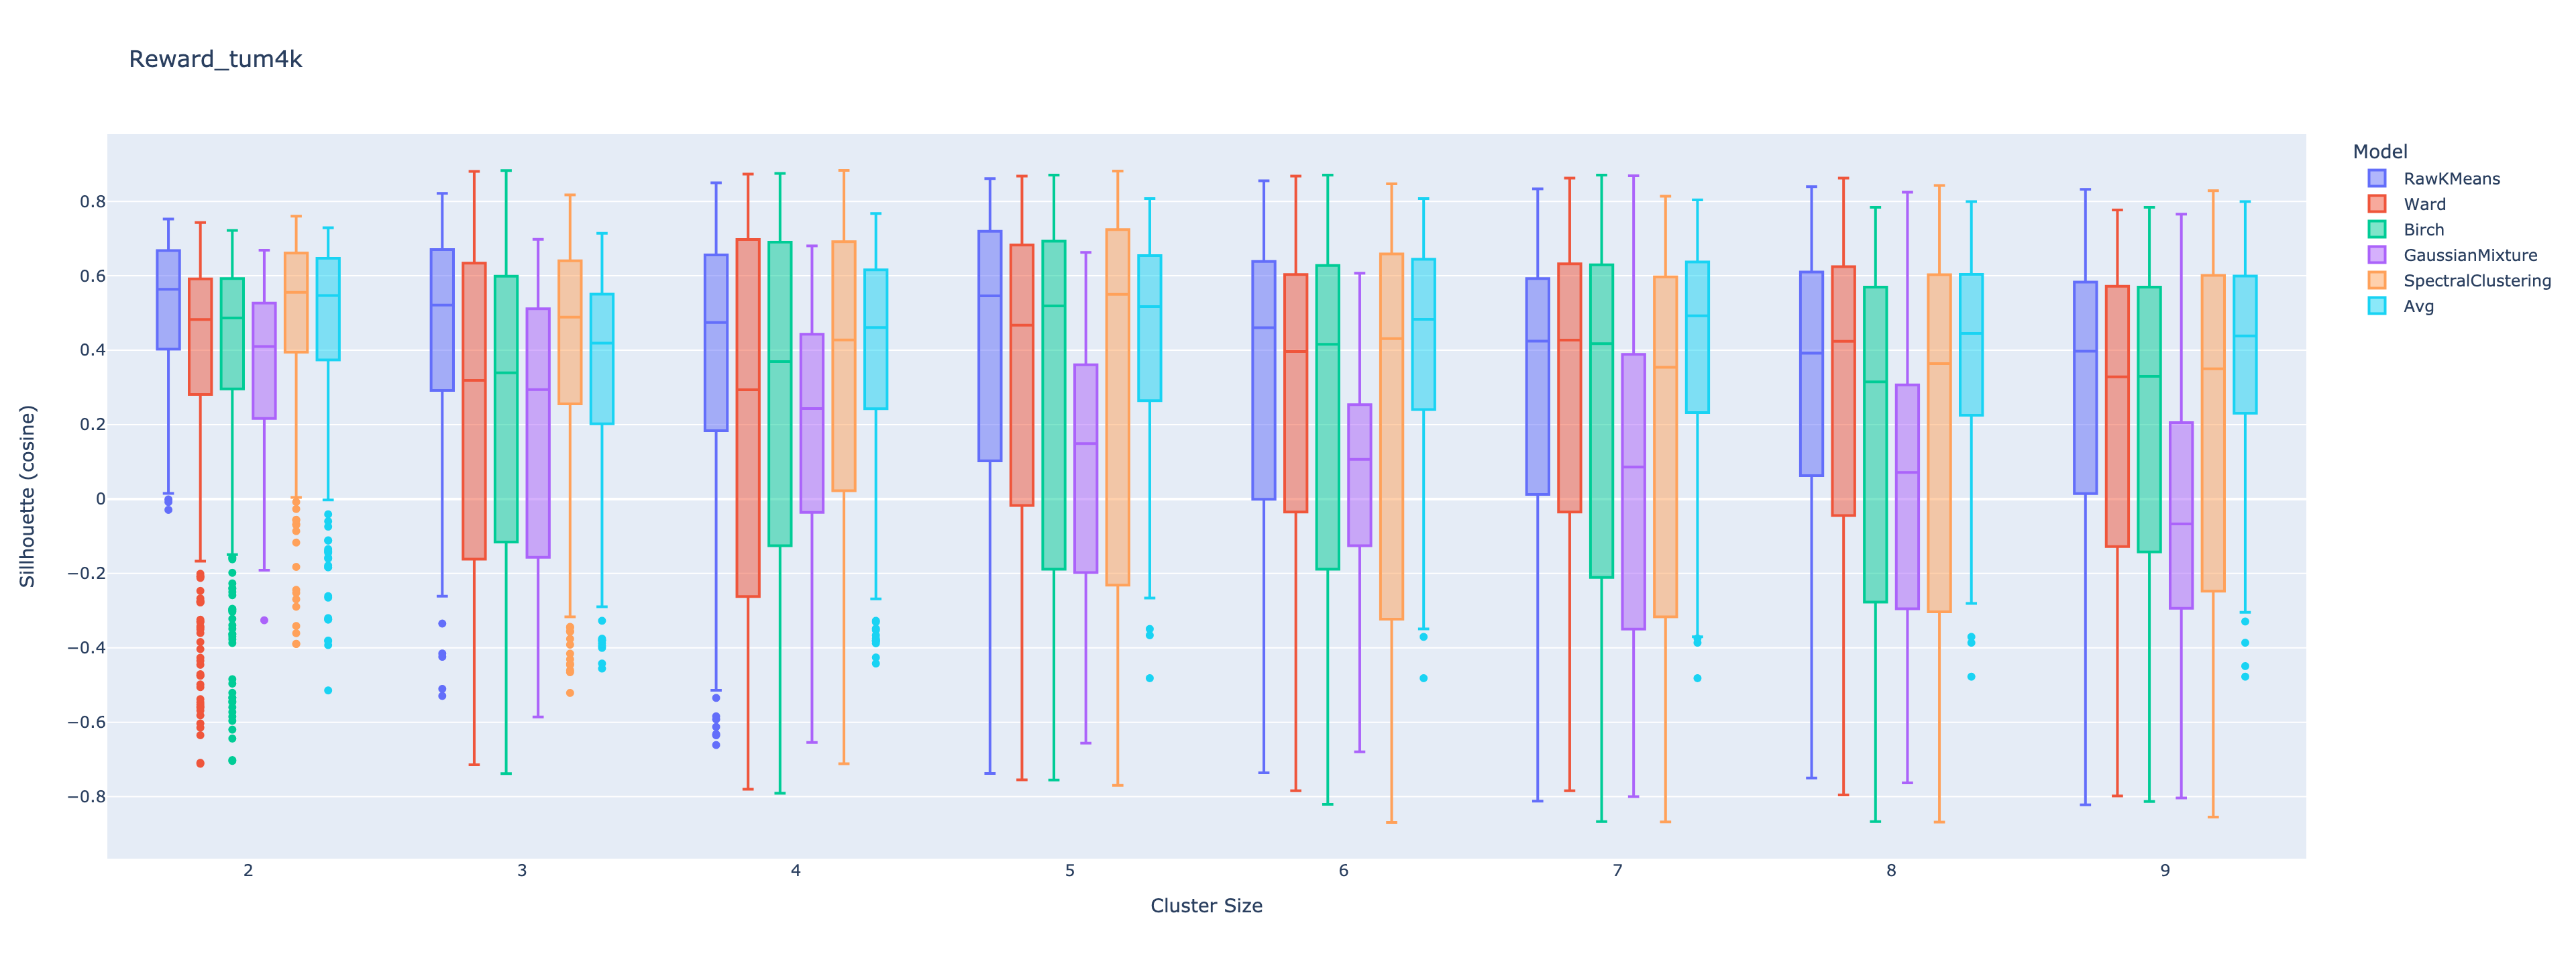 Reward_tum4k
Model
RawKMeans
Ward
Birch
GaussianMixture
SpectralClustering
Avg
Sillhouette (cosine)
0.8
0.6
0.4
0.2
0
−0.2
−0.4
−0.6
−0.8
2 3 4 5 6 7 8 9
Cluster Size